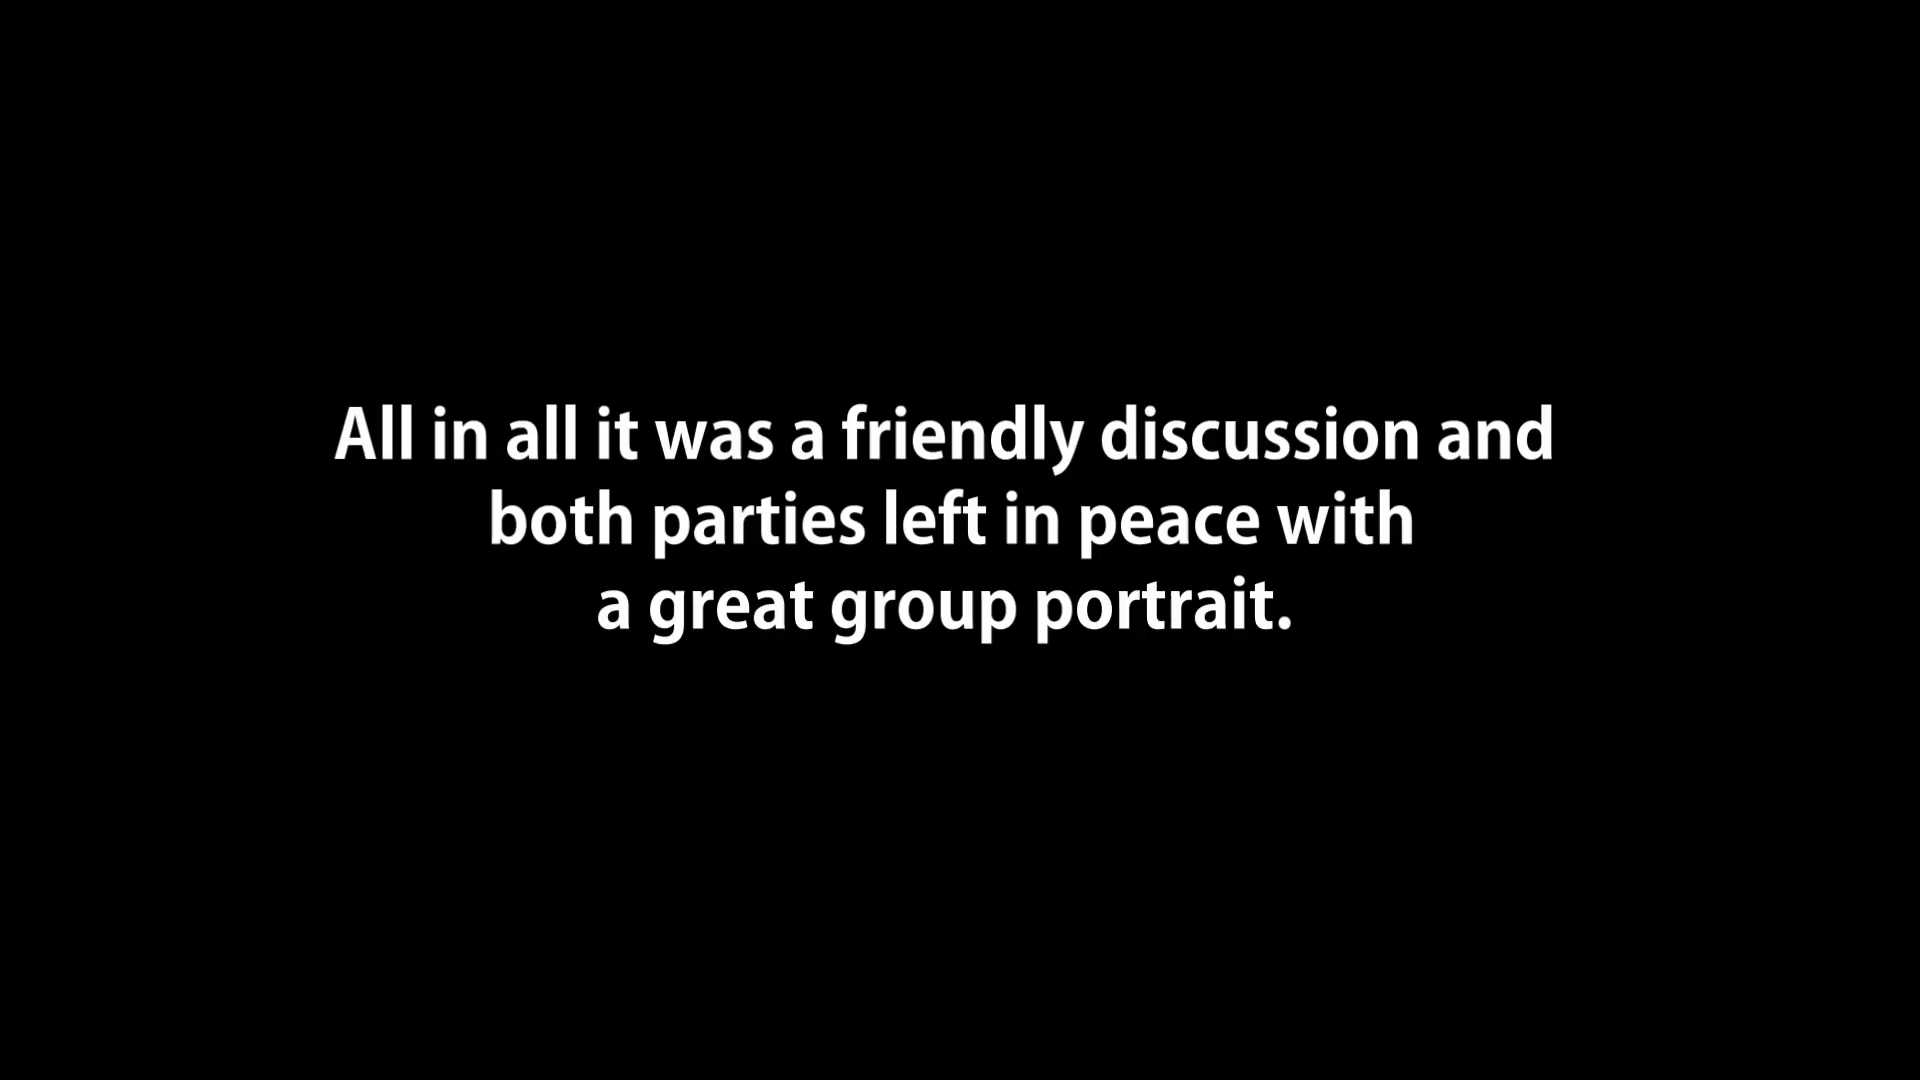 All in all it was a friendly discussion and
both parties left in peace with
a great group portrait.